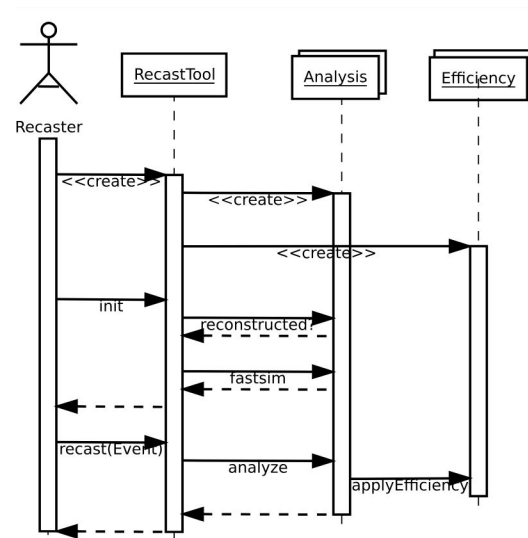 RecastTool
Analysis
Efficiency
Recaster
<<create>>
<<create>>
<<create>>
init
reconstructed?
fastsim
recast(Event)
analyze
applyEfficiency